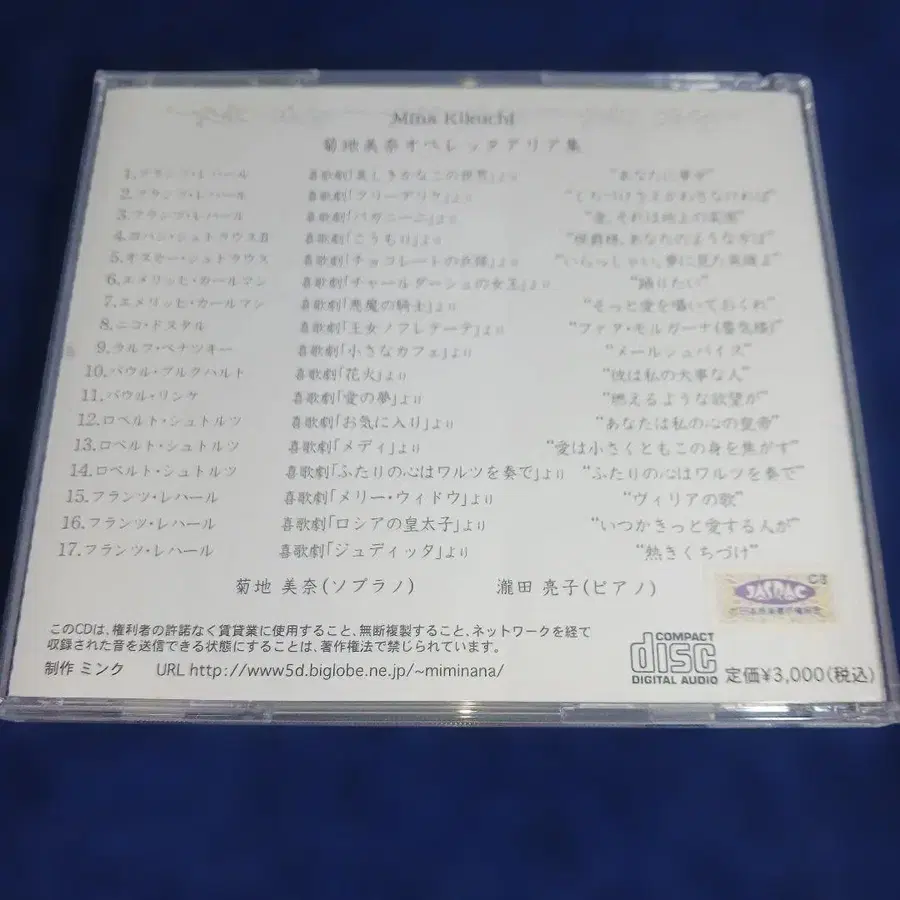 Mina Kikuchi
菊地美奈オペレッタアリア集
1.フランツ・レハール 喜歌劇「美しきかなこの世界」より "あなたに夢中"
2.フランツ・レハール 喜歌劇「フリーデリケ」より "くちづけ
3.フランツ・レハール 喜歌劇「パガニーニ」より "愛、それは地上の天国"
4.ヨハン・シュトラウスII 喜歌劇「こうもり」より "侯爵様、あなたのような方は"
5.オスカー・シュトラウス 喜歌劇「チョコレートの兵隊」より "いらっしゃい、夢に見た英雄よ"
6.エメリッヒ・カールマン 喜歌劇「チャールダーシュの女王」より "踊りたい"
7.エメリッヒ・カールマン 喜歌劇「悪魔の騎士」より "そっと愛を囁いておくれ"
8.ニコ・ドスタル 喜歌劇「王女ノフレテーテ」より "ファタ・モルガーナ(蜃気楼)"
9.ラルフ・ベナツキー 喜歌劇「小さなカフェ」より "メールシュパイス"
10.パウル・ブルクハルト 喜歌劇「花火」より "彼は私の大事な人"
11.パウル・リンケ 喜歌劇「愛の夢」より "燃えるような欲望が"
12.ロベルト・シュトルツ 喜歌劇「お気に入り」より "あなたは私の心の皇帝"
13.ロベルト・シュトルツ 喜歌劇「メディ」より "愛は小さくともこの身を焦がす"
14.ロベルト・シュトルツ 喜歌劇「ふたりの心はワルツを奏で」より "ふたりの心はワルツを奏で"
15.フランツ・レハール 喜歌劇「メリー・ウィドウ」より "ヴィリアの歌"
16.フランツ・レハール 喜歌劇「ロシアの皇太子」より "いつかきっと愛する人が"
17.フランツ・レハール 喜歌劇「ジュディッタ」より "熱きくちづけ"
菊地 美奈(ソプラノ) 瀧田 亮子(ピアノ)
JASRAC
このCDは、権利者の許諾なく賃貸業に使用すること、無断複製すること、ネットワークを経て
収録された音を送信できる状態にすることは、著作権法で禁じられています。
制作 ミンク URL http://www5d.biglobe.ne.jp/~miminana/
COMPACT
disc
DIGITAL AUDIO
定価¥3,000(税込)